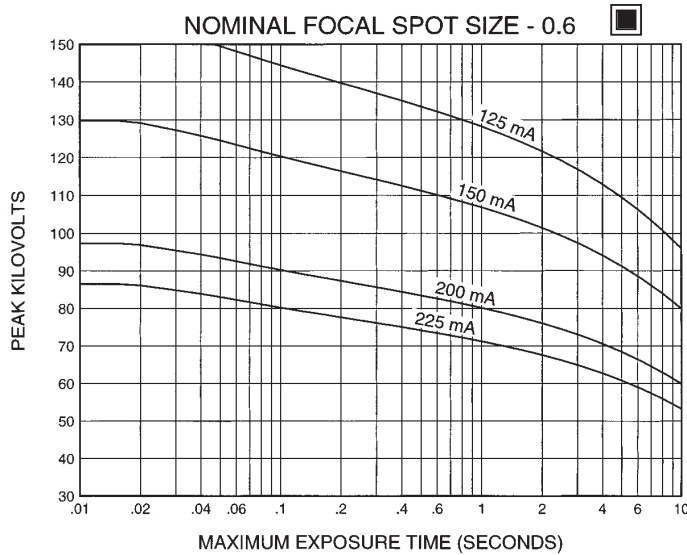 NOMINAL FOCAL SPOT SIZE - 0.6
150
140
130
120
110
100
90
80
70
60
50
40
30
PEAK KILOVOLTS
125 mA
150 mA
200 mA
225 mA
.01 .02 .04 .06 .1 .2 .4 .6 1 2 4 6 10
MAXIMUM EXPOSURE TIME (SECONDS)